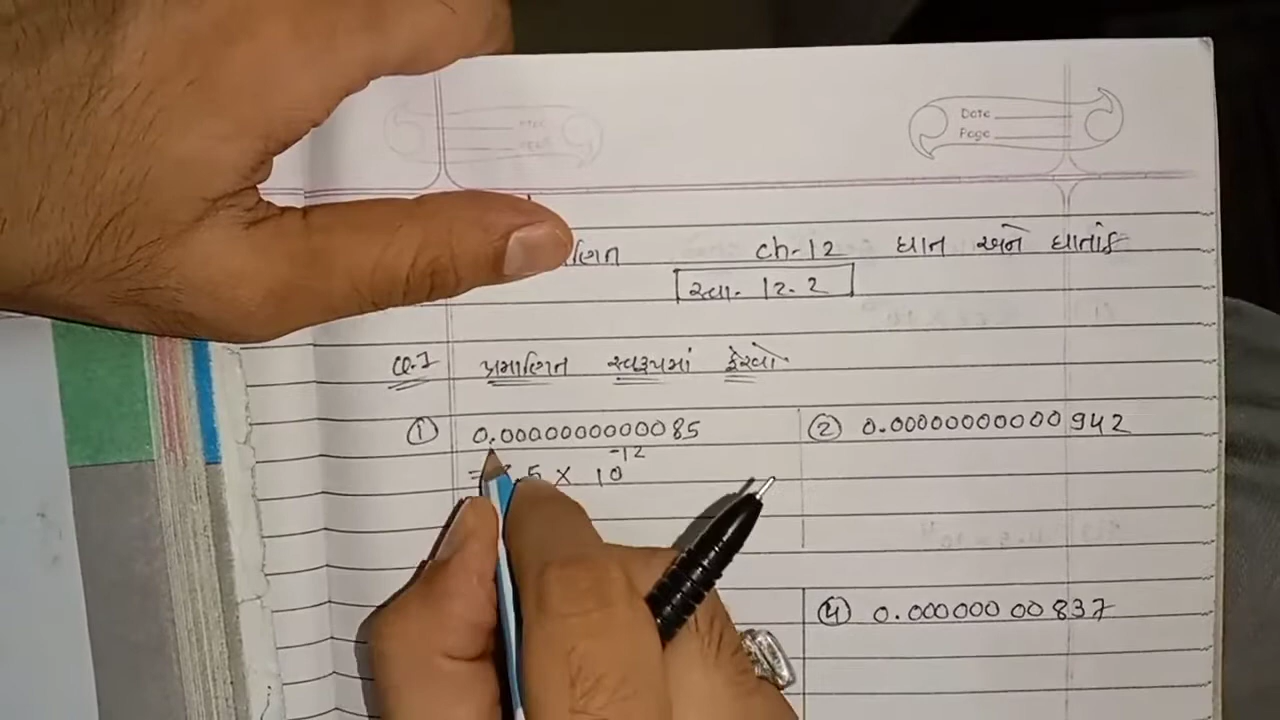 Date
Page
ch-12 ઘાત અને ઘાતાંક
સ્વા. 12.2
Q.1 પ્રમાણિત સ્વરૂપમાં ફેરવો
① 0.0000000000085 ② 0.00000000000942
.5 × 10⁻¹²
④ 0.00000000837